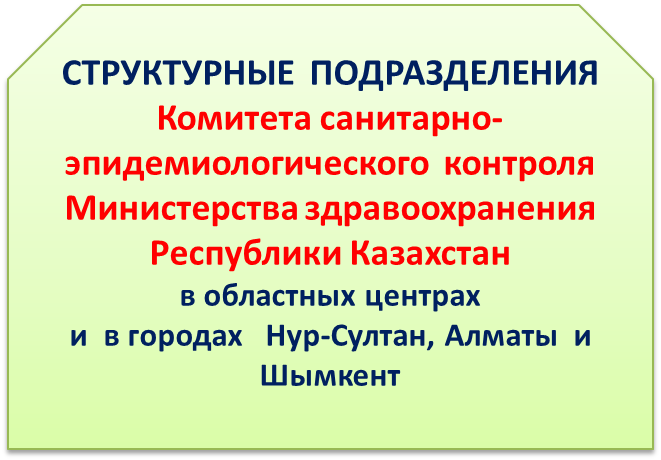 СТРУКТУРНЫЕ ПОДРАЗДЕЛЕНИЯ
Комитета санитарно-
эпидемиологического контроля
Министерства здравоохранения
Республики Казахстан
в областных центрах
и в городах Нур-Султан, Алматы и
Шымкент